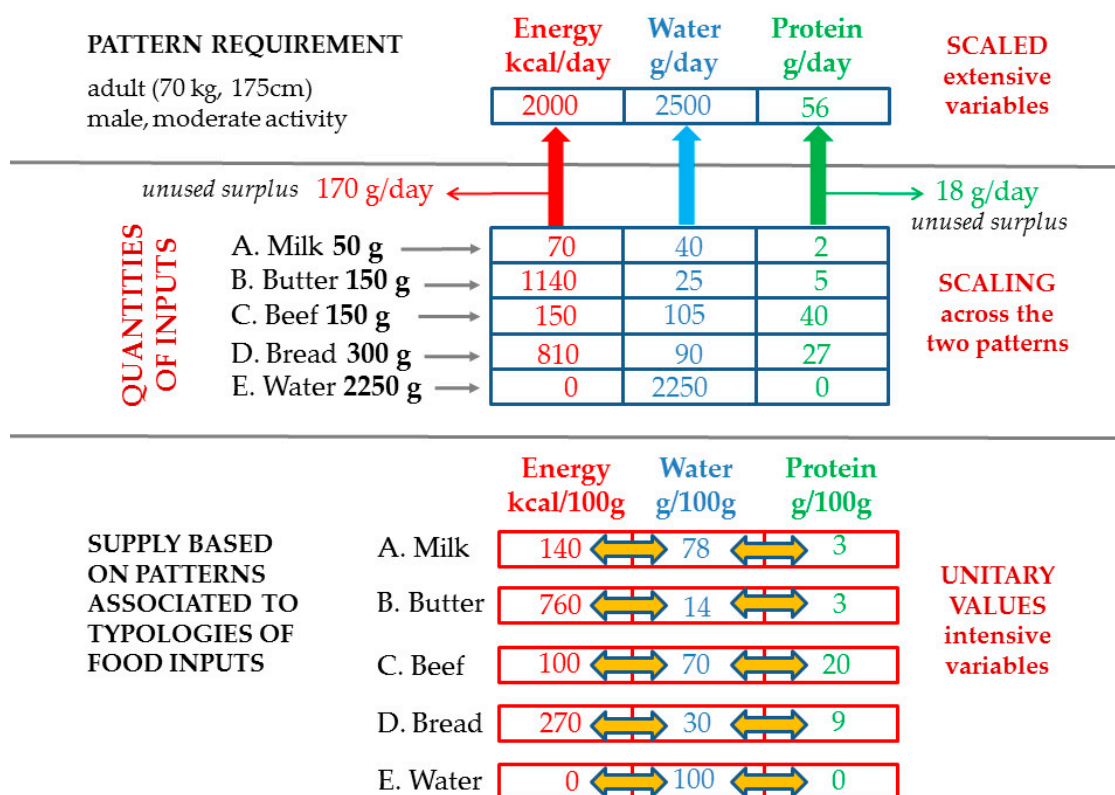 PATTERN REQUIREMENT
adult (70 kg, 175cm)
male, moderate activity
Energy Water Protein
kcal/day g/day g/day
2000 2500 56
SCALED
extensive
variables
unused surplus 170 g/day
18 g/day
unused surplus
QUANTITIES
OF INPUTS
A. Milk 50 g 70 40 2
B. Butter 150 g 1140 25 5
C. Beef 150 g 150 105 40
D. Bread 300 g 810 90 27
E. Water 2250 g 0 2250 0
SCALING
across the
two patterns
Energy Water Protein
kcal/100g g/100g g/100g
SUPPLY BASED
ON PATTERNS
ASSOCIATED TO
TYPOLOGIES OF
FOOD INPUTS
A. Milk 140 78 3
B. Butter 760 14 3
C. Beef 100 70 20
D. Bread 270 30 9
E. Water 0 100 0
UNITARY
VALUES
intensive
variables